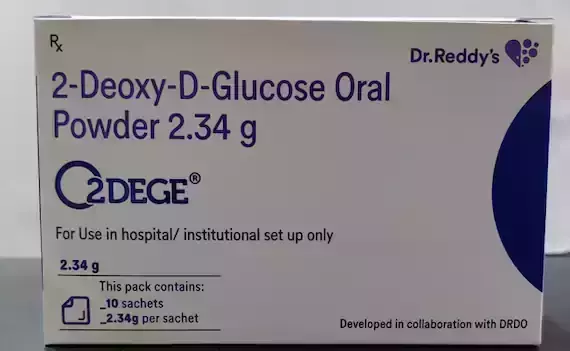 Rx
Dr.Reddy's
2-Deoxy-D-Glucose Oral
Powder 2.34 g
2DEGE®
For Use in hospital/ institutional set up only
2.34 g
This pack contains:
_10 sachets
_2.34g per sachet
Developed in collaboration with DRDO